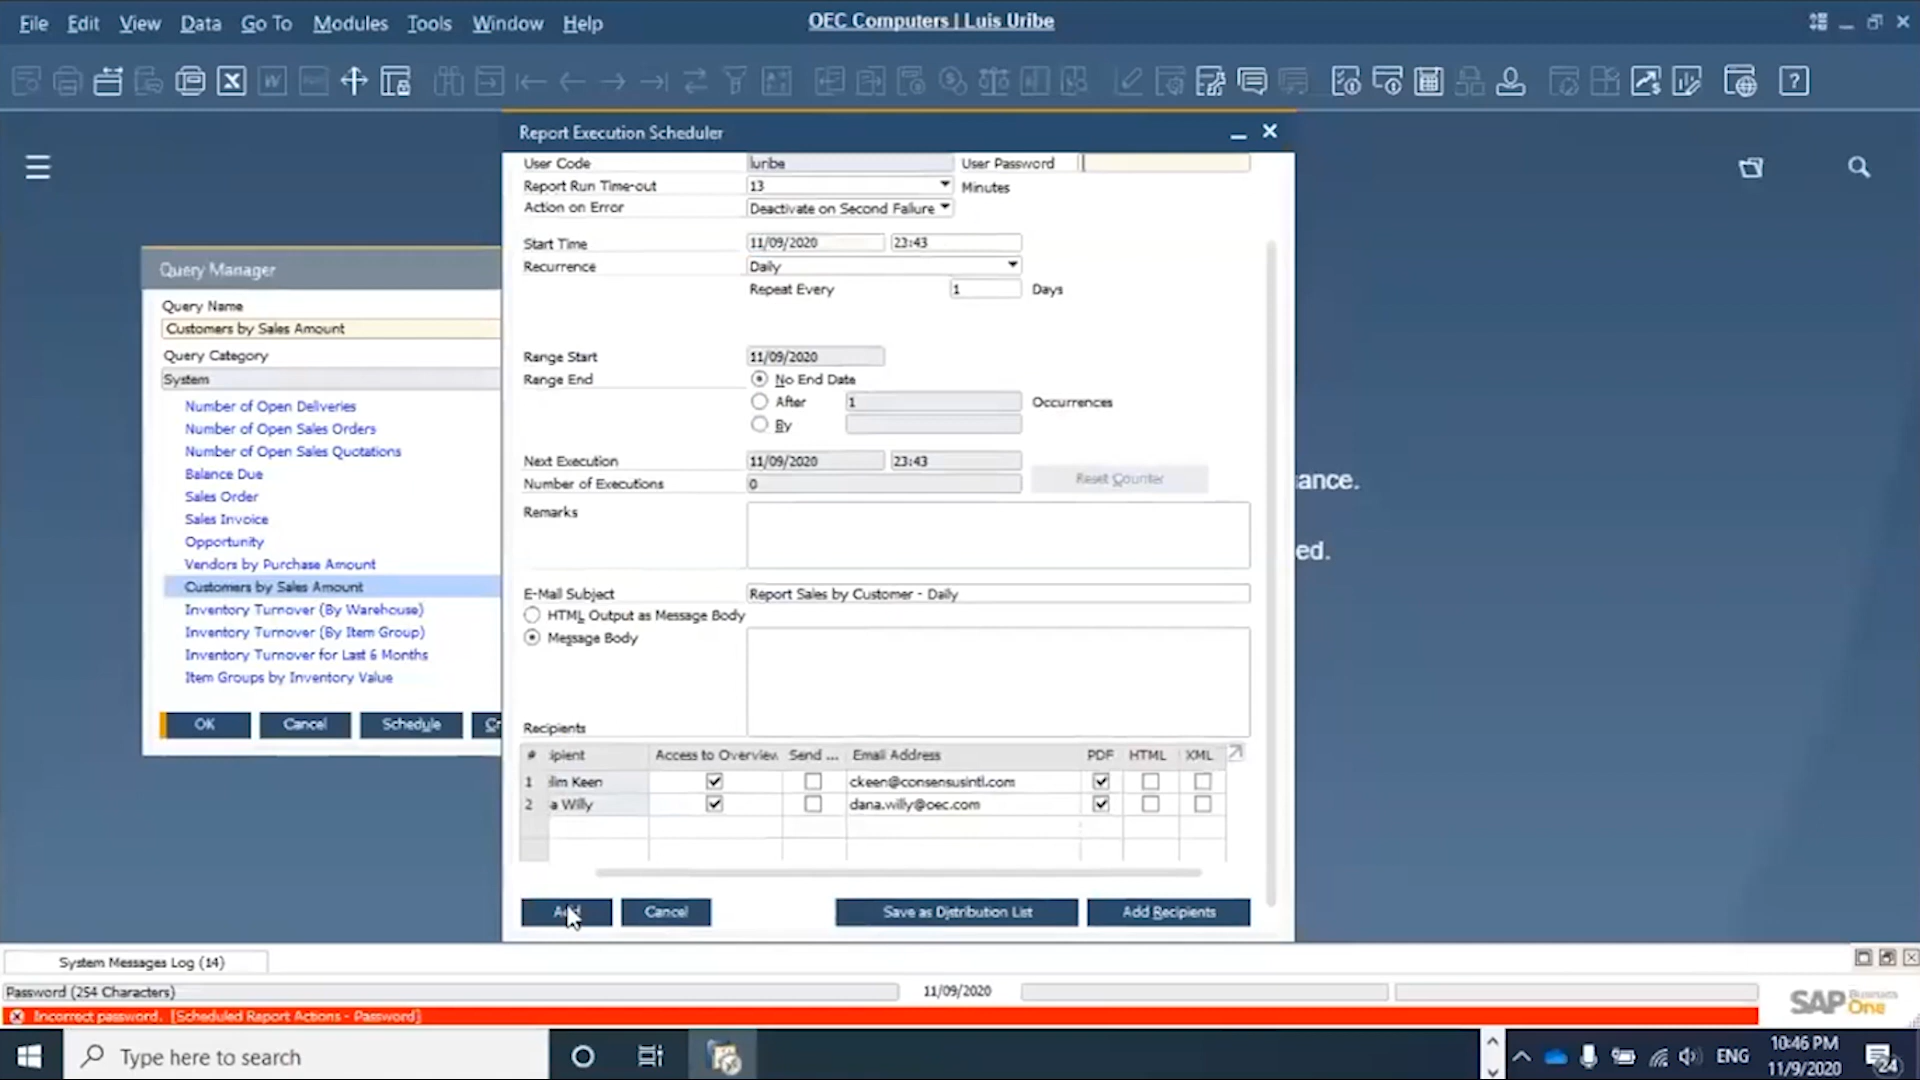 File Edit View Data Go To Modules Tools Window Help
OEC Computers | Luis Uribe
Report Execution Scheduler
User Code luribe User Password
Report Run Time-out 13 Minutes
Action on Error Deactivate on Second Failure
Start Time 11/09/2020 23:43
Recurrence Daily
Repeat Every 1 Days
Range Start 11/09/2020
Range End No End Date
After 1 Occurrences
By
Next Execution 11/09/2020 23:43
Number of Executions 0
Reset Counter
Remarks
E-Mail Subject Report Sales by Customer - Daily
HTML Output as Message Body
Message Body
Recipients
# ipient Access to Overview Send ... Email Address PDF HTML XML
1 lim Keen ckeen@consensusintl.com
2 a Willy dana.willy@oec.com
Add Cancel Save as Distribution List Add Recipients
Query Manager
Query Name
Customers by Sales Amount
Query Category
System
Number of Open Deliveries
Number of Open Sales Orders
Number of Open Sales Quotations
Balance Due
Sales Order
Sales Invoice
Opportunity
Vendors by Purchase Amount
Customers by Sales Amount
Inventory Turnover (By Warehouse)
Inventory Turnover (By Item Group)
Inventory Turnover for Last 6 Months
Item Groups by Inventory Value
OK Cancel Schedule Cr
ance.
ed.
System Messages Log (14)
Password (254 Characters) 11/09/2020
SAP Business One
Incorrect password. [Scheduled Report Actions - Password]
Type here to search
ENG
10:46 PM
11/9/2020
24